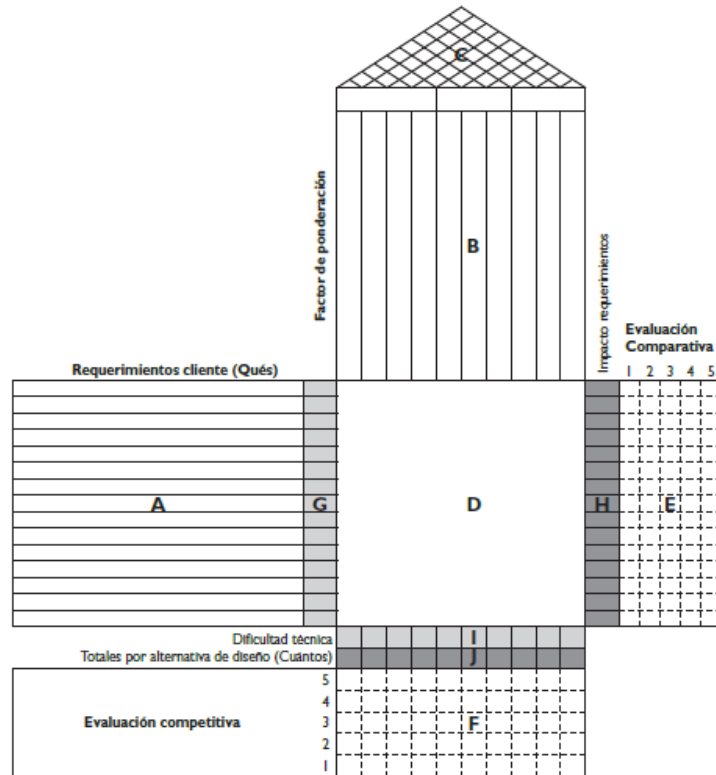 C
Factor de ponderación
B
Impacto requerimientos
Evaluación
Comparativa
Requerimientos cliente (Qués)
1 2 3 4 5
A
G
D
H
E
Dificultad técnica
I
Totales por alternativa de diseño (Cuántos)
J
5
4
Evaluación competitiva
3
F
2
1